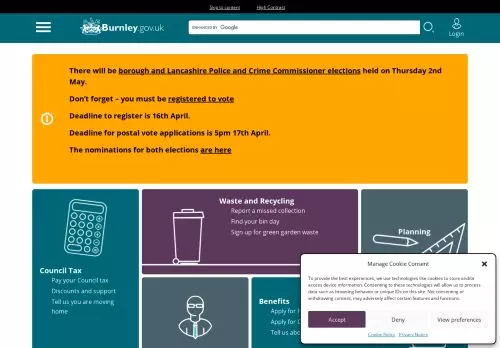 Skip to content High Contrast
Burnley.gov.uk
ENHANCED BY Google
Login
There will be borough and Lancashire Police and Crime Commissioner elections held on Thursday 2nd
May.
Don't forget – you must be registered to vote
Deadline to register is 16th April.
Deadline for postal vote applications is 5pm 17th April.
The nominations for both elections are here
Waste and Recycling
Report a missed collection
Find your bin day
Sign up for green garden waste
Planning
Council Tax
Pay your Council tax
Discounts and support
Tell us you are moving
home
Benefits
Apply for
Apply for
Tell us
Manage Cookie Consent
To provide the best experiences, we use technologies like cookies to store and/or
access device information. Consenting to these technologies will allow us to process
data such as browsing behavior or unique IDs on this site. Not consenting or
withdrawing consent, may adversely affect certain features and functions.
Accept
Deny
View preferences
Cookie Policy Privacy Notice